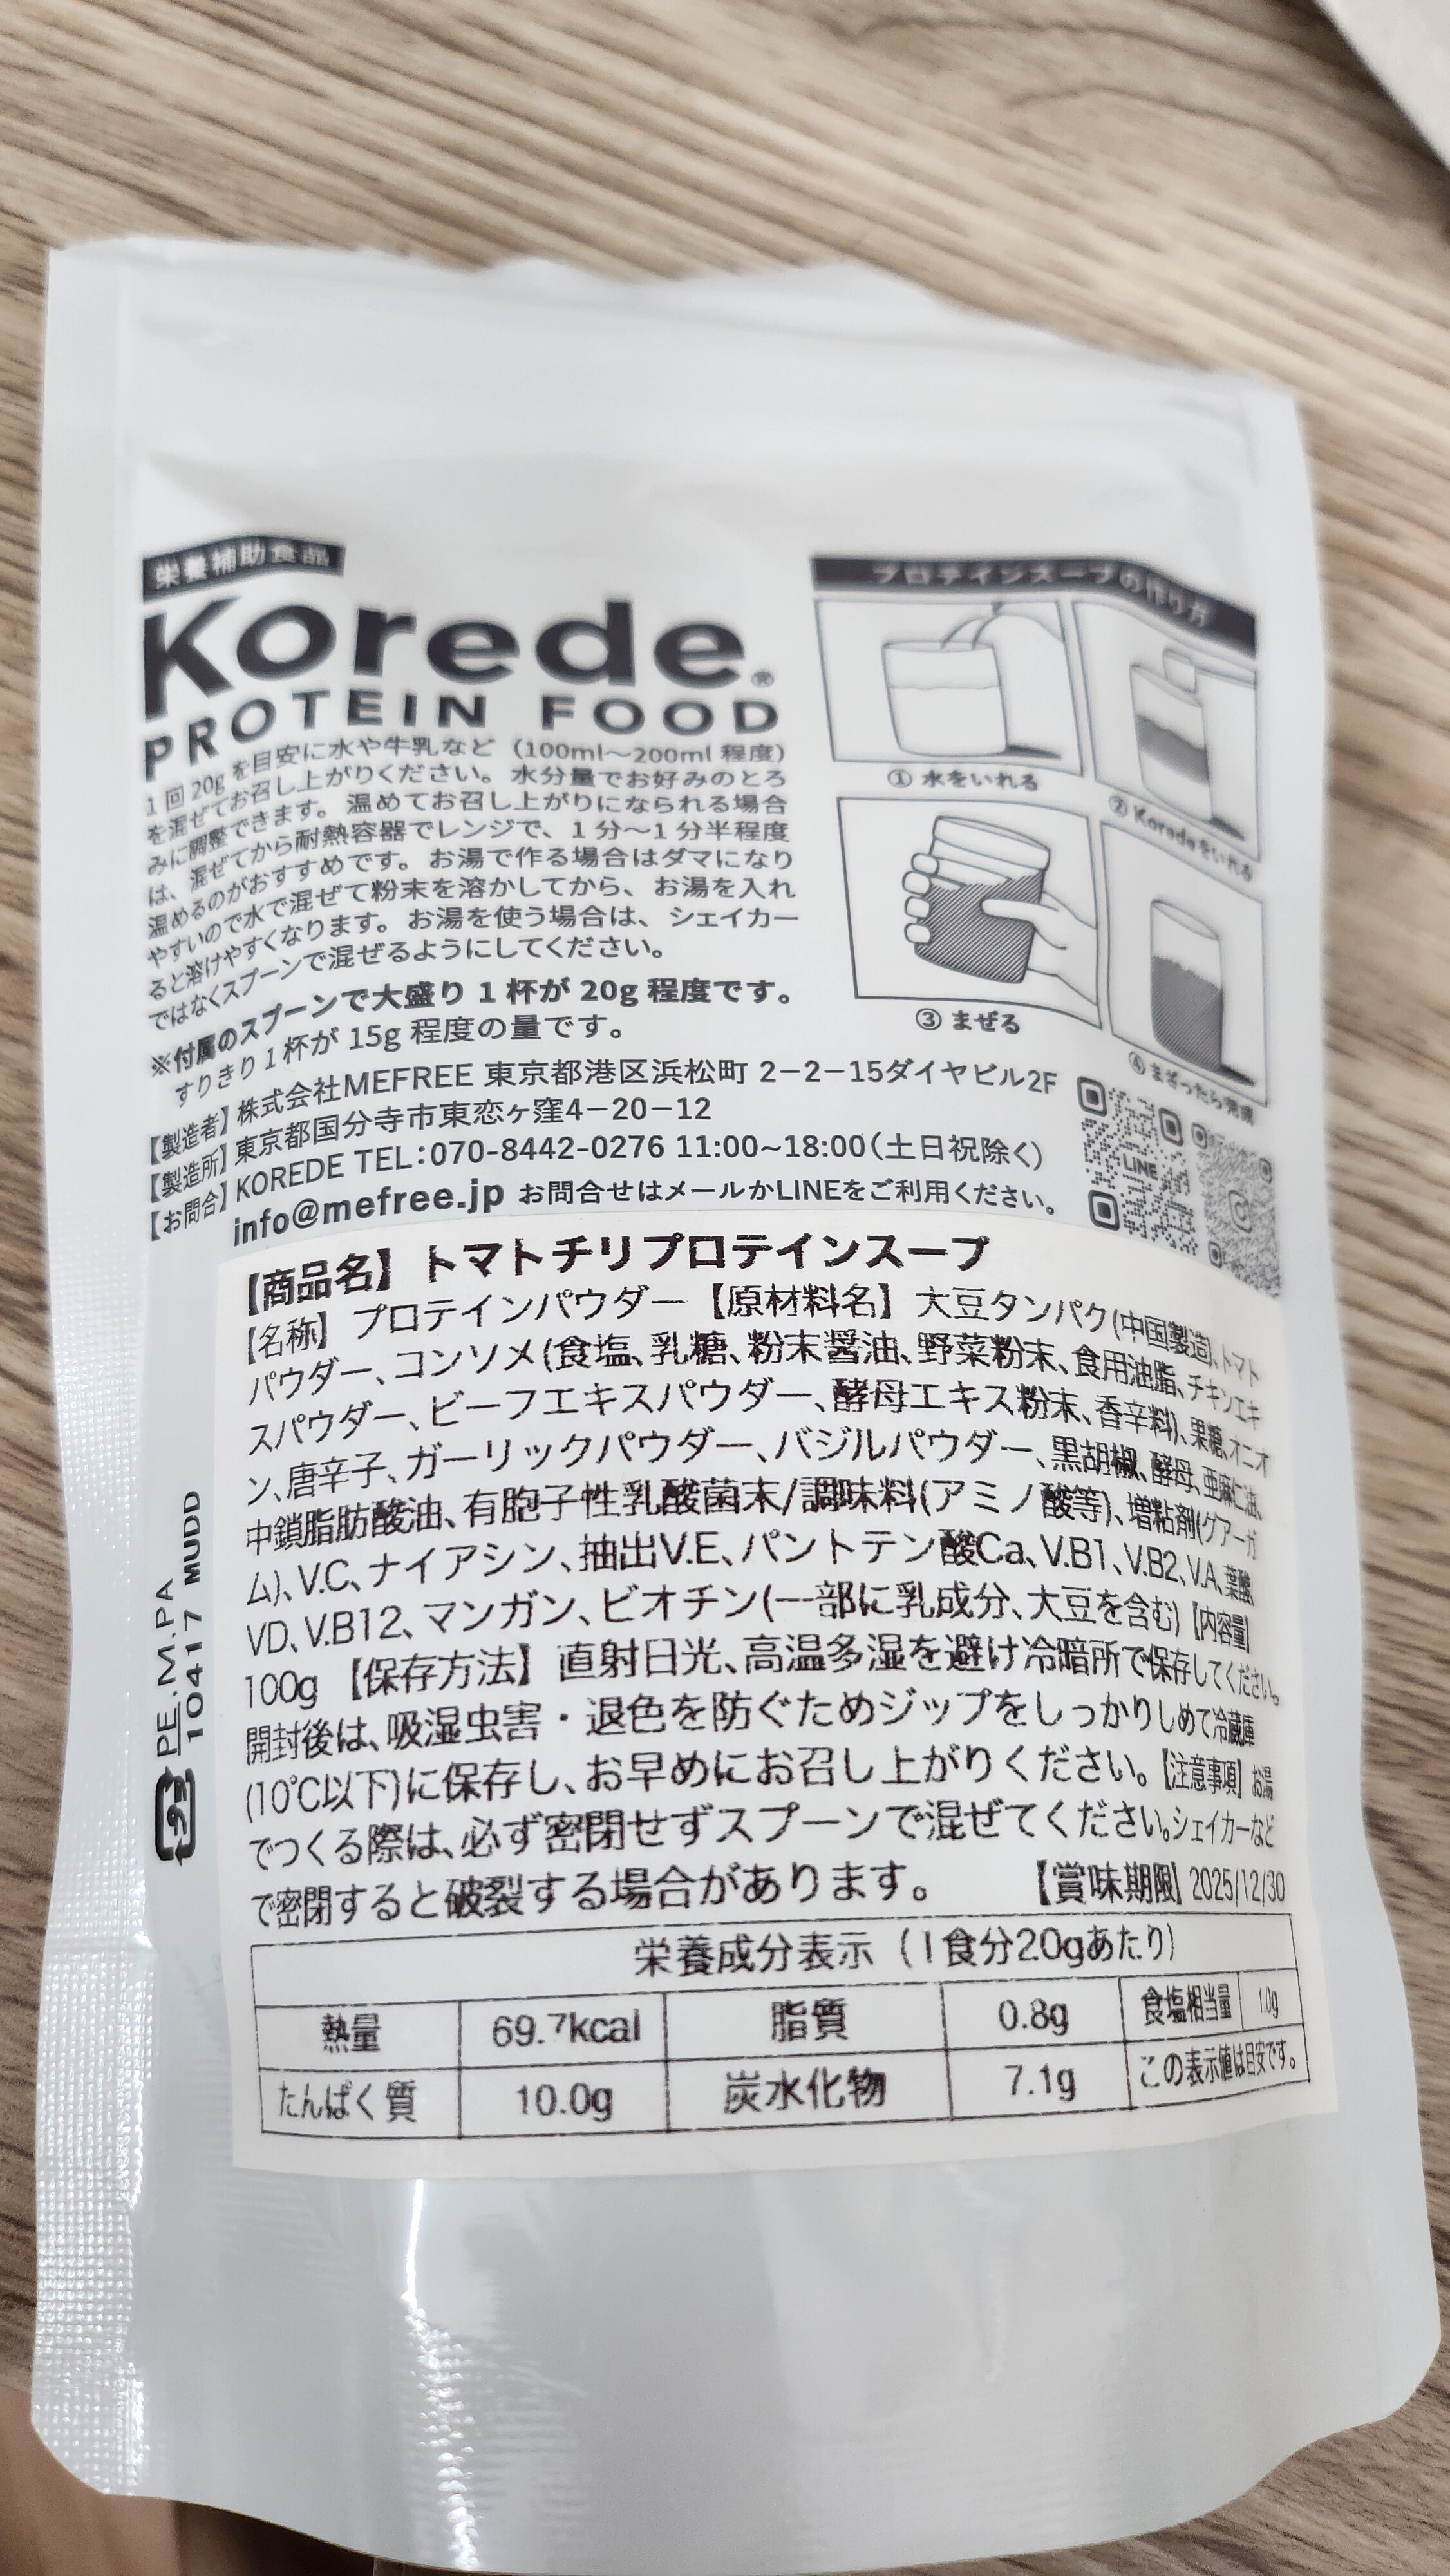 栄養補助食品
Korede®
PROTEIN FOOD
1回20gを目安に水や牛乳など（100ml～200ml 程度）
を混ぜてお召し上がりください。水分量でお好みのとろ
みに調整できます。温めてお召し上がりになられる場合
は、混ぜてから耐熱容器でレンジで、1分～1分半程度
温めるのがおすすめです。お湯で作る場合はダマになり
やすいので水で混ぜて粉末を溶かしてから、お湯を入れ
ると溶けやすくなります。お湯を使う場合は、シェイカー
ではなくスプーンで混ぜるようにしてください。
※付属のスプーンで大盛り1杯が20g程度です。
すりきり1杯が15g程度の量です。
プロテインスープの作り方
① 水をいれる
② Koredeをいれる
③ まぜる
④ まざったら完成
【製造者】株式会社MEFREE 東京都港区浜松町 2−2−15ダイヤビル2F
【製造所】東京都国分寺市東恋ヶ窪4−20−12
【お問合】KOREDE TEL:070-8442-0276 11:00~18:00(土日祝除く)
info@mefree.jp お問合せはメールかLINEをご利用ください。
LINE
【商品名】トマトチリプロテインスープ
【名称】プロテインパウダー【原材料名】大豆タンパク(中国製造)、トマト
パウダー、コンソメ(食塩、乳糖、粉末醤油、野菜粉末、食用油脂、チキンエキ
スパウダー、ビーフエキスパウダー、酵母エキス粉末、香辛料)、果糖、オニオ
ン、唐辛子、ガーリックパウダー、バジルパウダー、黒胡椒、酵母、亜麻仁油、
中鎖脂肪酸油、有胞子性乳酸菌末/調味料(アミノ酸等)、増粘剤(グアーガ
ム)、V.C、ナイアシン、抽出V.E、パントテン酸Ca、V.B1、V.B2、V.A、葉酸、
VD、V.B12、マンガン、ビオチン(一部に乳成分、大豆を含む)【内容量】
100g【保存方法】直射日光、高温多湿を避け冷暗所で保存してください。
開封後は、吸湿虫害・退色を防ぐためジップをしっかりしめて冷蔵庫
(10℃以下)に保存し、お早めにお召し上がりください。【注意事項】お湯
でつくる際は、必ず密閉せずスプーンで混ぜてください。シェイカーなど
で密閉すると破裂する場合があります。【賞味期限】2025/12/30
栄養成分表示（1食分20gあたり）
熱量 69.7kcal 脂質 0.8g 食塩相当量 1.0g
たんぱく質 10.0g 炭水化物 7.1g この表示値は目安です。
プラ PE.M.PA
10417 MUDD